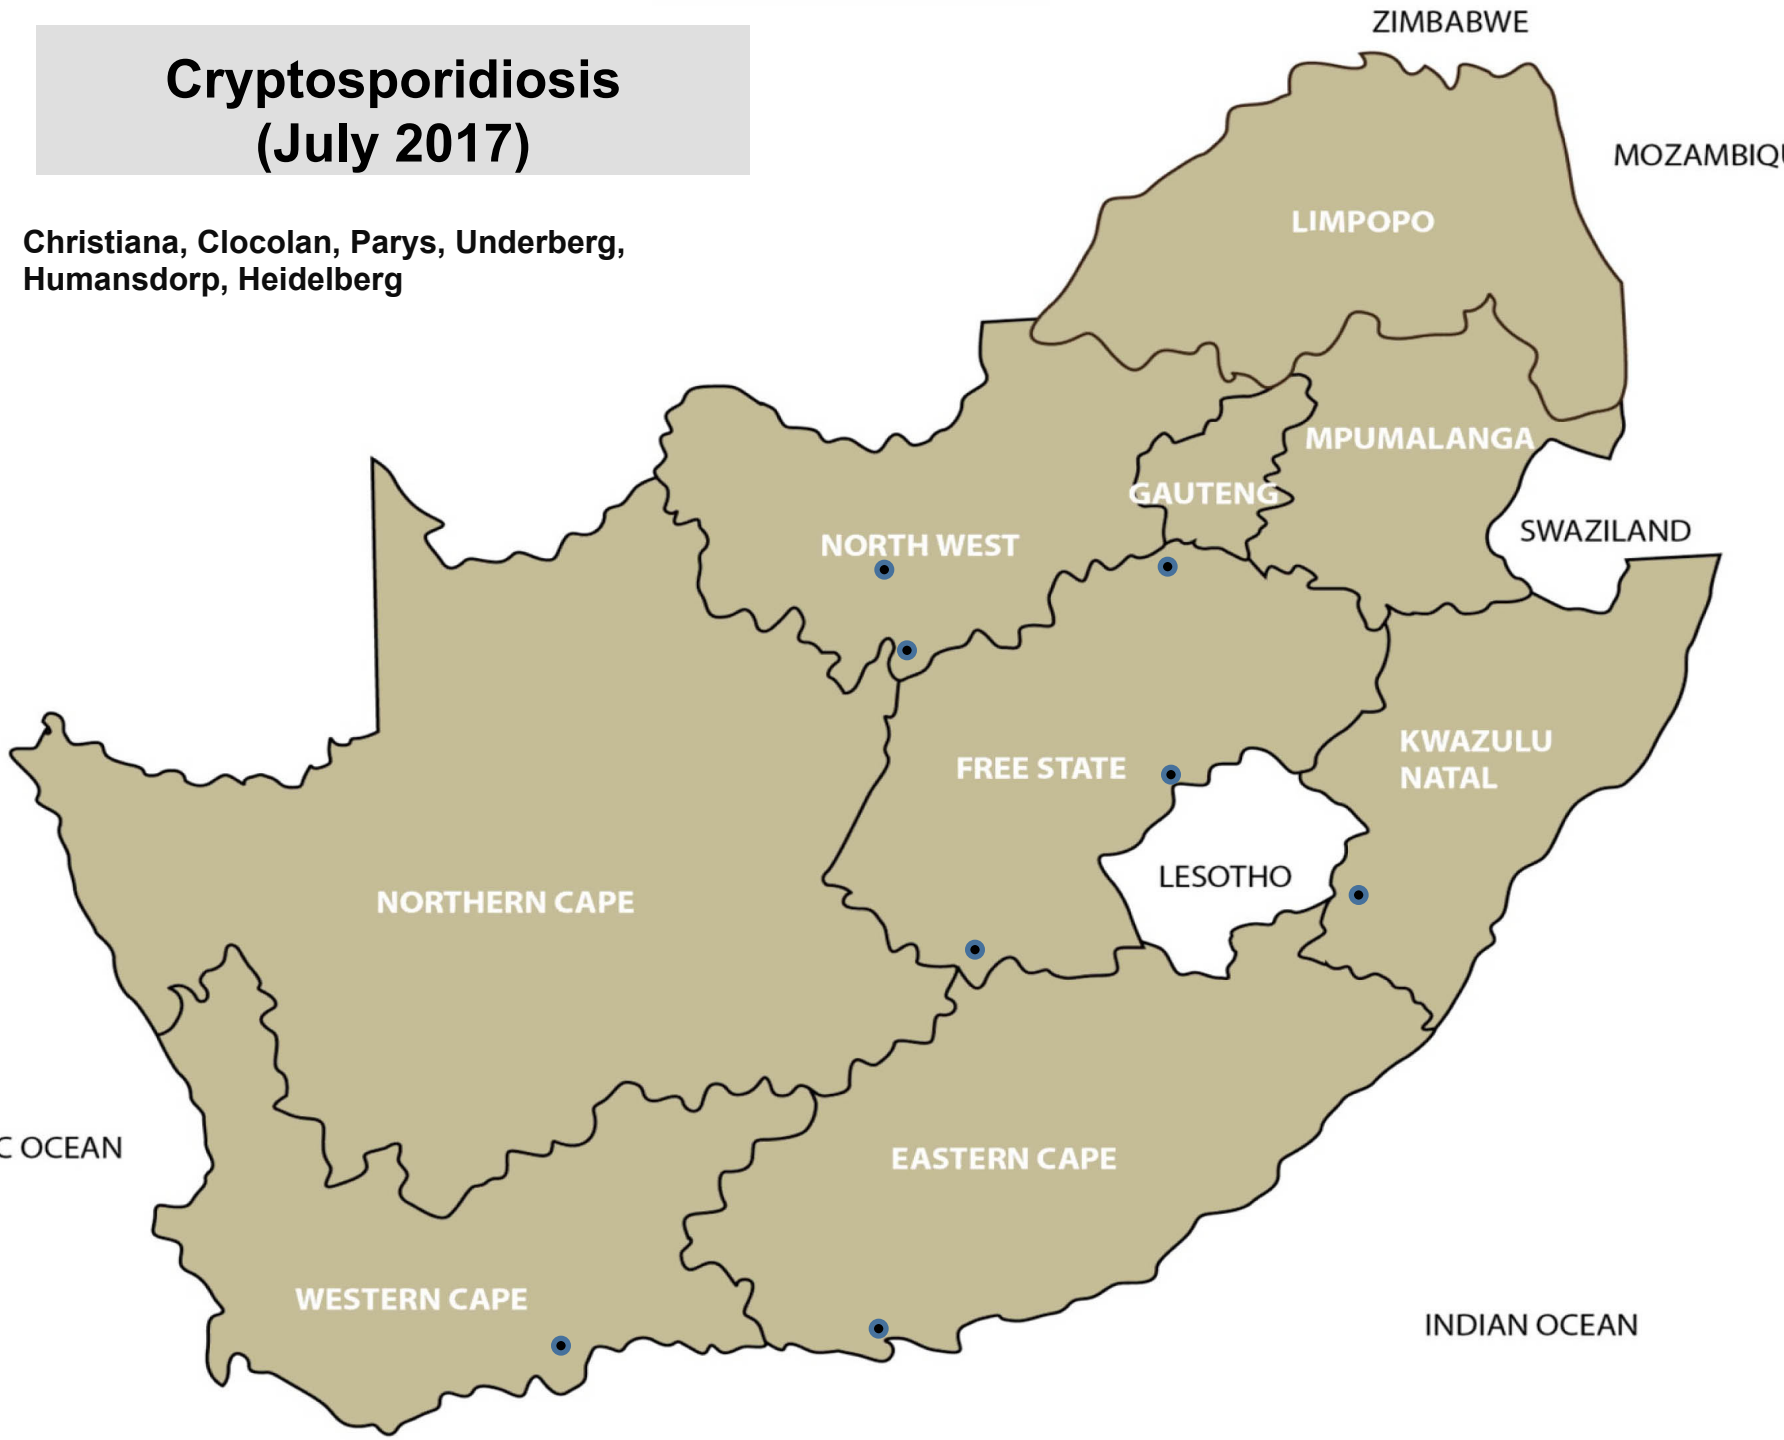 Cryptosporidiosis
(July 2017)
Christiana, Clocolan, Parys, Underberg,
Humansdorp, Heidelberg
ZIMBABWE
MOZAMBIQU
LIMPOPO
MPUMALANGA
GAUTENG
SWAZILAND
NORTH WEST
KWAZULU
NATAL
FREE STATE
LESOTHO
NORTHERN CAPE
C OCEAN
EASTERN CAPE
WESTERN CAPE
INDIAN OCEAN